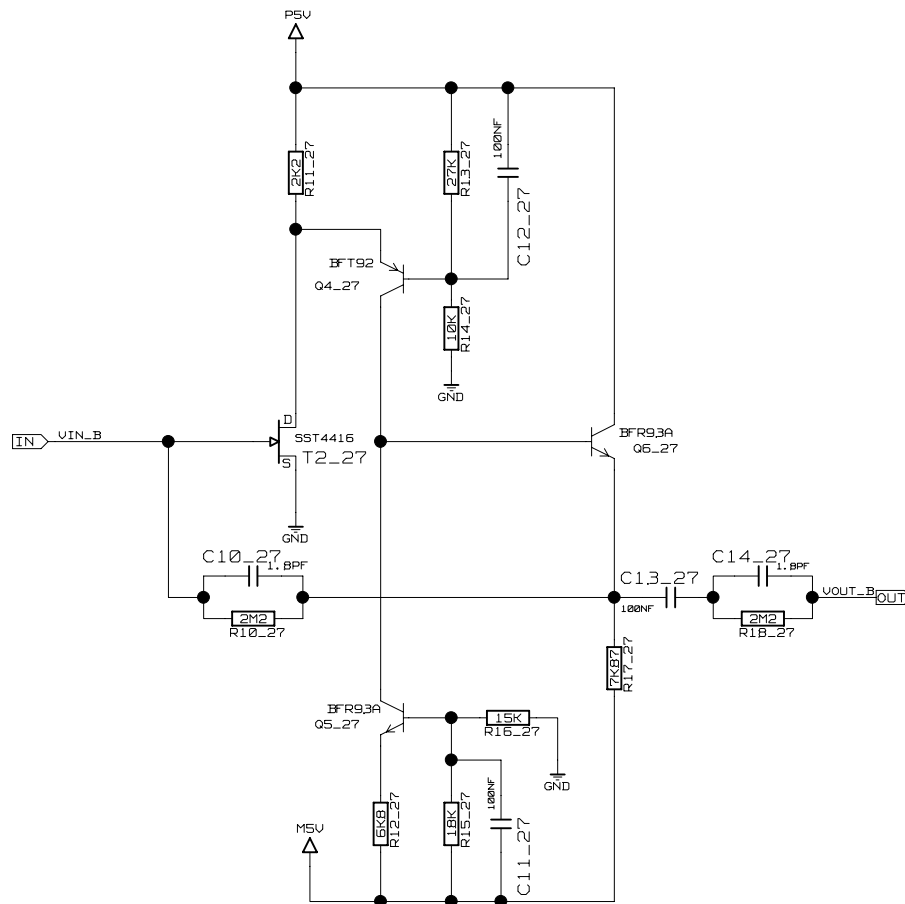 P5V
2K2
R11_27
27K
R13_27
100NF
C12_27
BFT92
Q4_27
10K
R14_27
GND
IN
VIN_B
D
S
SST4416
T2_27
GND
BFR93A
Q6_27
C10_27
1.8PF
2M2
R10_27
C13_27
100NF
C14_27
1.8PF
2M2
R18_27
VOUT_B
OUT
7K87
R17_27
BFR93A
Q5_27
15K
R16_27
GND
M5V
6K8
R12_27
18K
R15_27
100NF
C11_27